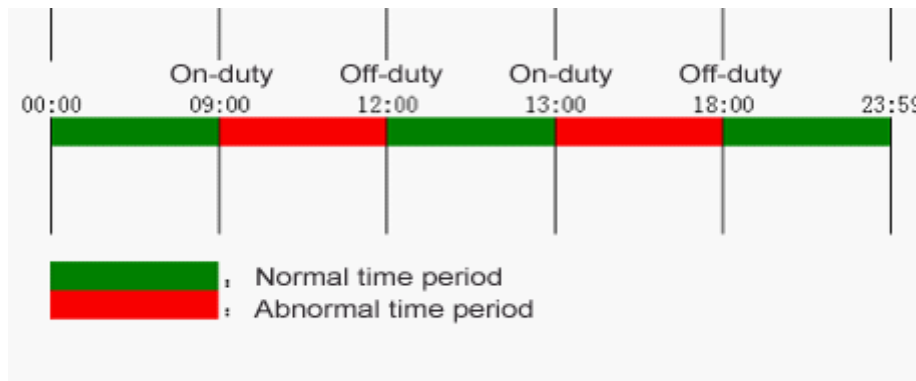 On-duty Off-duty On-duty Off-duty
00:00 09:00 12:00 13:00 18:00 23:59
: Normal time period
: Abnormal time period